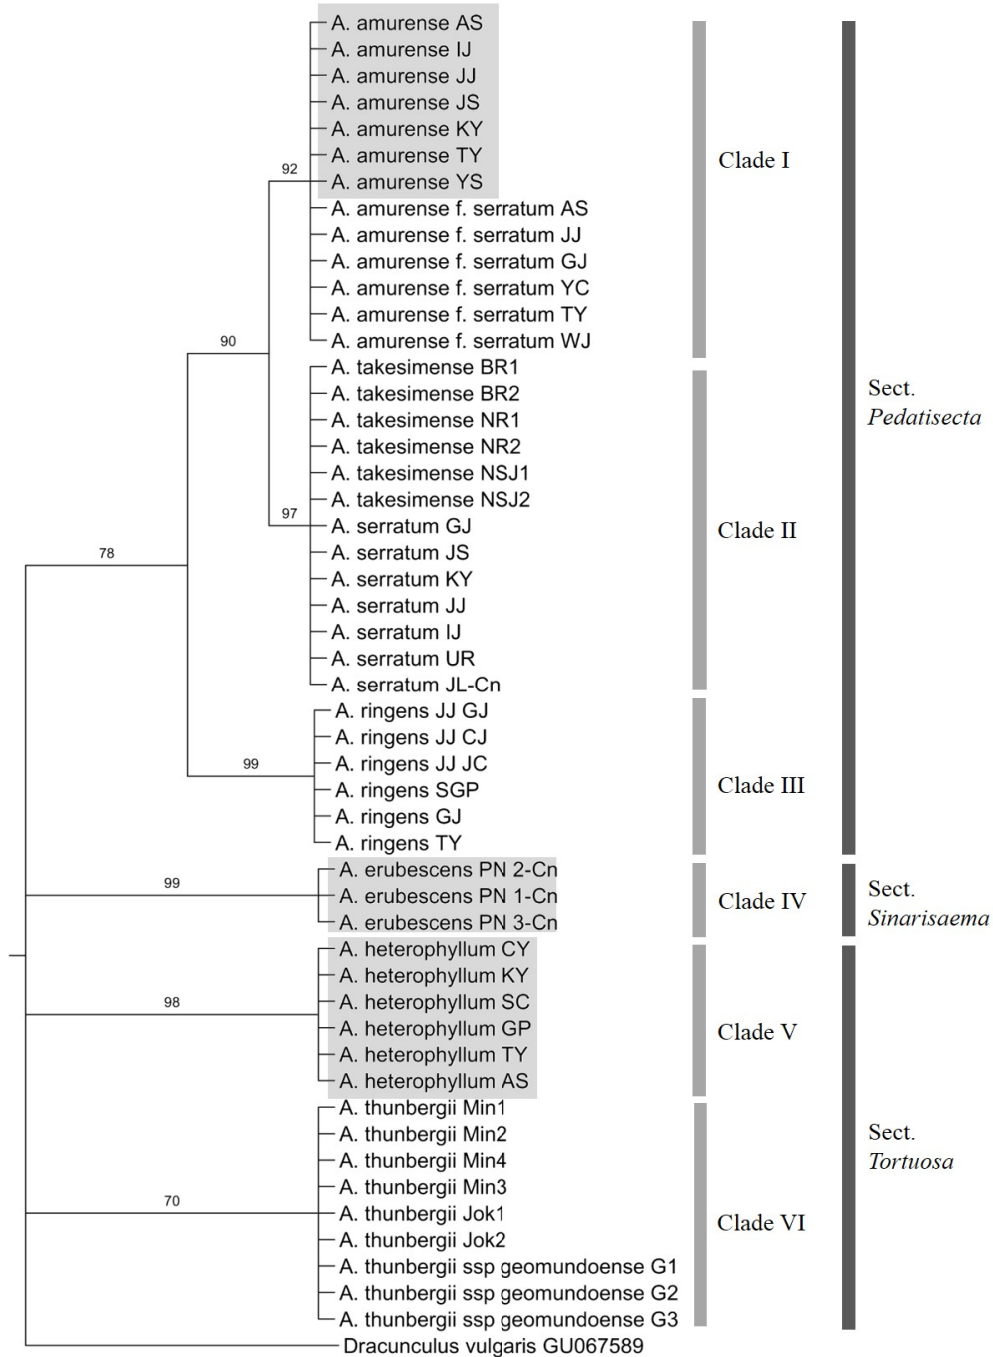 A. amurense AS
A. amurense IJ
A. amurense JJ
A. amurense JS
A. amurense KY
A. amurense TY
A. amurense YS
A. amurense f. serratum AS
A. amurense f. serratum JJ
A. amurense f. serratum GJ
A. amurense f. serratum YC
A. amurense f. serratum TY
A. amurense f. serratum WJ
A. takesimense BR1
A. takesimense BR2
A. takesimense NR1
A. takesimense NR2
A. takesimense NSJ1
A. takesimense NSJ2
A. serratum GJ
A. serratum JS
A. serratum KY
A. serratum JJ
A. serratum IJ
A. serratum UR
A. serratum JL-Cn
A. ringens JJ GJ
A. ringens JJ CJ
A. ringens JJ JC
A. ringens SGP
A. ringens GJ
A. ringens TY
A. erubescens PN 2-Cn
A. erubescens PN 1-Cn
A. erubescens PN 3-Cn
A. heterophyllum CY
A. heterophyllum KY
A. heterophyllum SC
A. heterophyllum GP
A. heterophyllum TY
A. heterophyllum AS
A. thunbergii Min1
A. thunbergii Min2
A. thunbergii Min4
A. thunbergii Min3
A. thunbergii Jok1
A. thunbergii Jok2
A. thunbergii ssp geomundoense G1
A. thunbergii ssp geomundoense G2
A. thunbergii ssp geomundoense G3
Dracunculus vulgaris GU067589
92
90
97
78
99
99
98
70
Clade I
Clade II
Clade III
Clade IV
Clade V
Clade VI
Sect.
Pedatisecta
Sect.
Sinarisaema
Sect.
Tortuosa